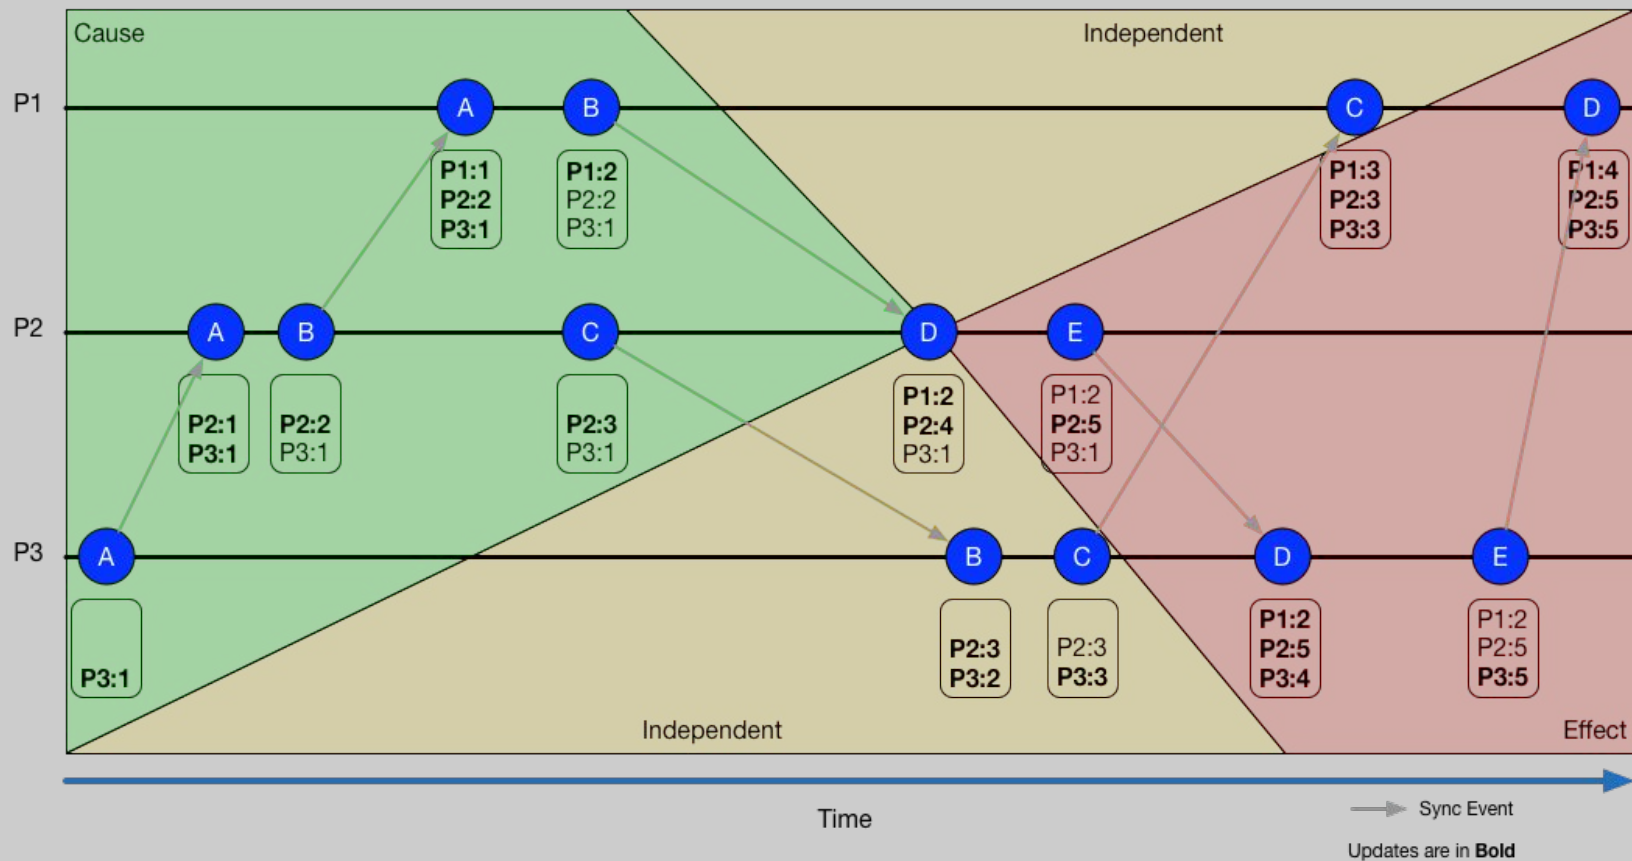 Cause
Independent
P1
A
B
C
D
P1:1
P2:2
P3:1
P1:2
P2:2
P3:1
P1:3
P2:3
P3:3
P1:4
P2:5
P3:5
P2
A
B
C
D
E
P2:1
P3:1
P2:2
P3:1
P2:3
P3:1
P1:2
P2:4
P3:1
P1:2
P2:5
P3:1
P3
A
B
C
D
E
P3:1
P2:3
P3:2
P2:3
P3:3
P1:2
P2:5
P3:4
P1:2
P2:5
P3:5
Independent
Effect
Time
Sync Event
Updates are in Bold